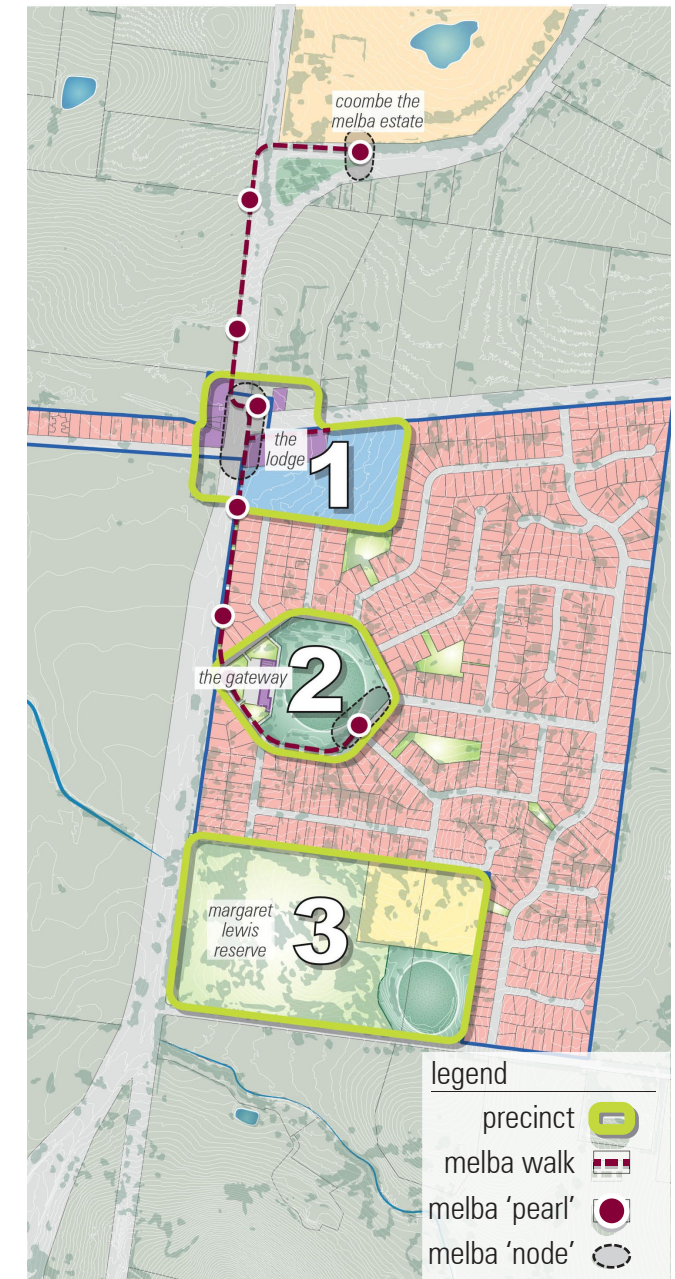 coombe the
melba estate
the
lodge
1
the gateway
2
margaret
lewis
reserve
3
legend
precinct
melba walk
melba ‘pearl’
melba ‘node’